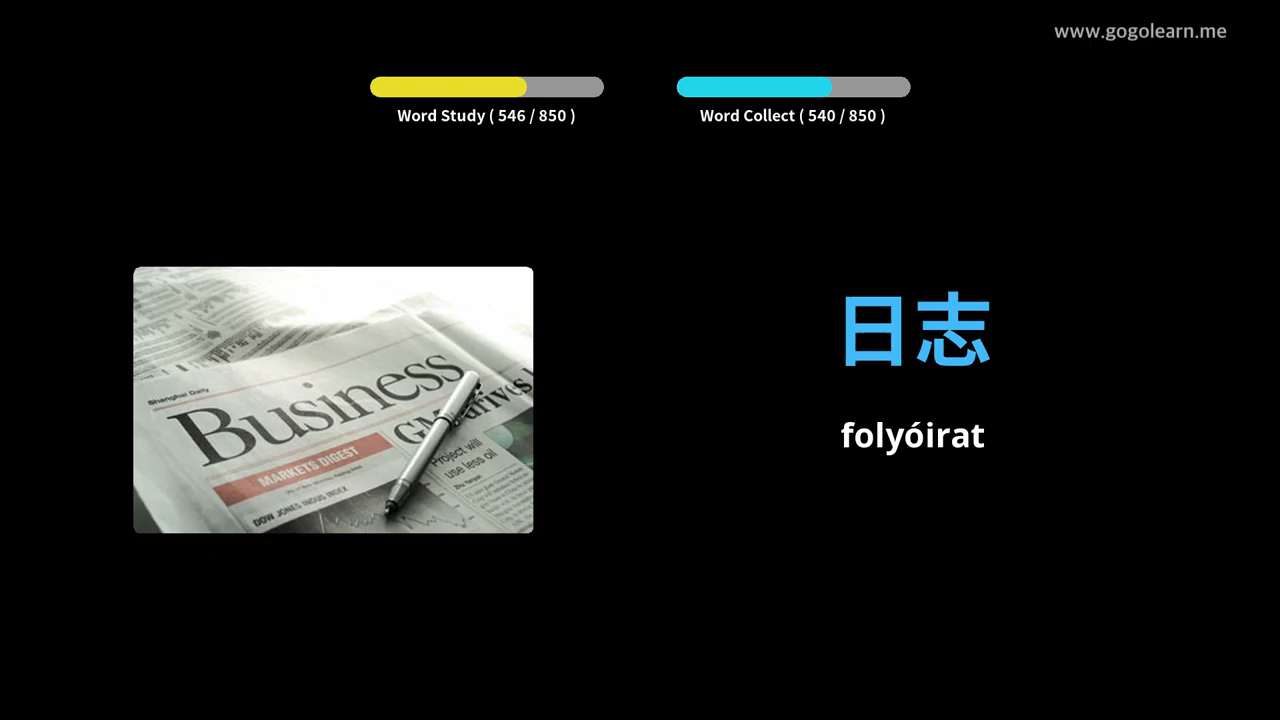 www.gogolearn.me
Word Study ( 546 / 850 )
Word Collect ( 540 / 850 )
Shanghai Daily
Business
MARKETS DIGEST
DOW JONES INDUS INDEX
GM
drives
Project will
use less oil
日志
folyóirat